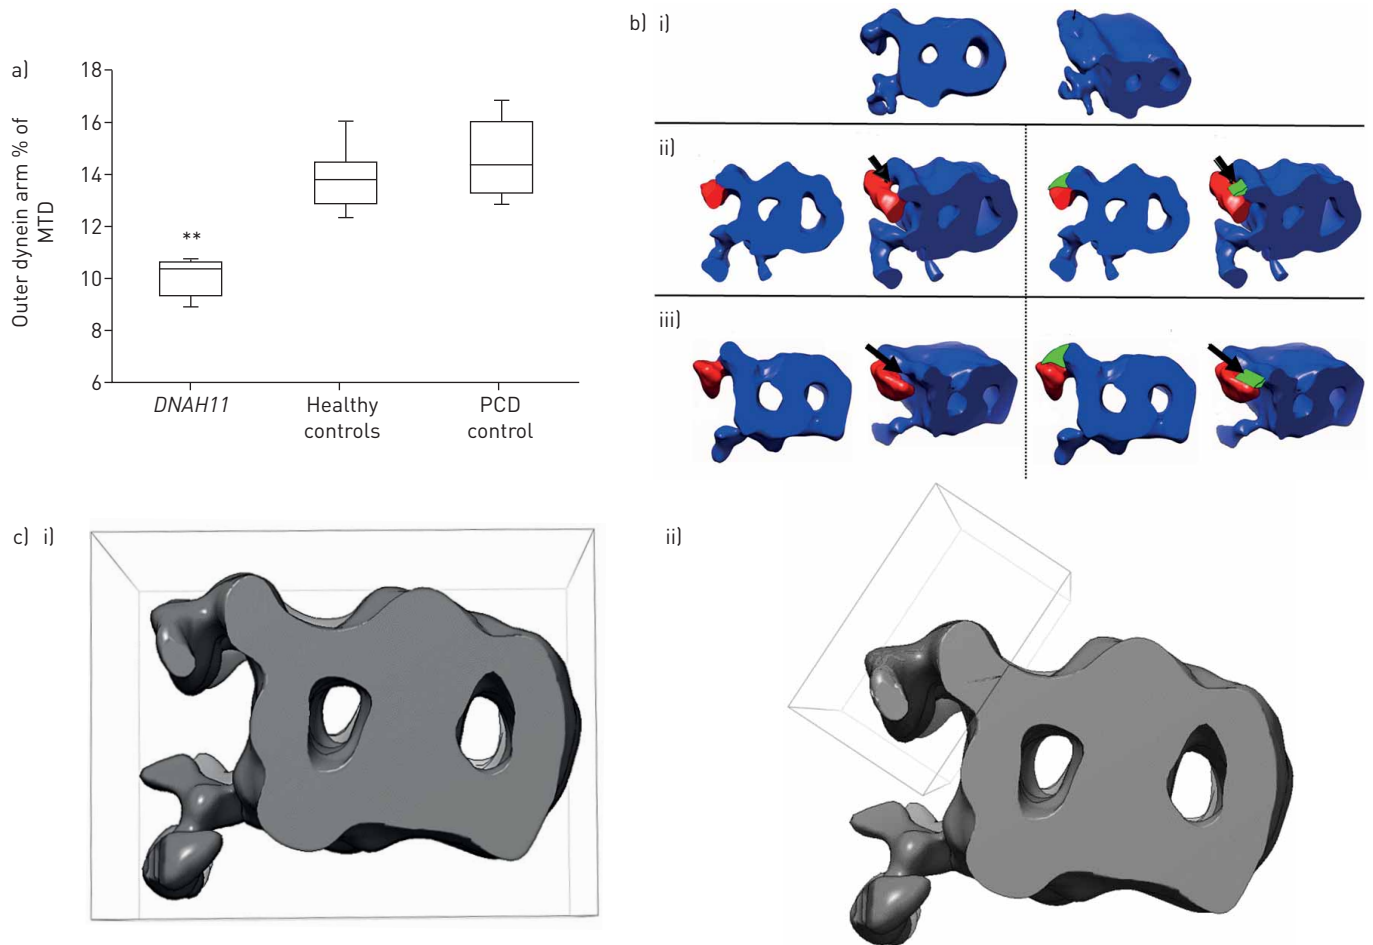 a)
18
16
14
12
10
8
6
Outer dynein arm % of
MTD
**
DNAH11
Healthy
controls
PCD
control
b) i)
ii)
iii)
c) i)
ii)